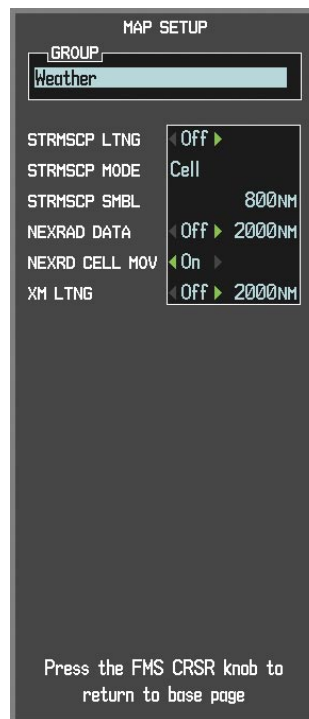 MAP SETUP
GROUP
Weather
STRMSCP LTNG Off
STRMSCP MODE Cell
STRMSCP SMBL 800NM
NEXRAD DATA Off 2000NM
NEXRD CELL MOV On
XM LTNG Off 2000NM
Press the FMS CRSR knob to
return to base page